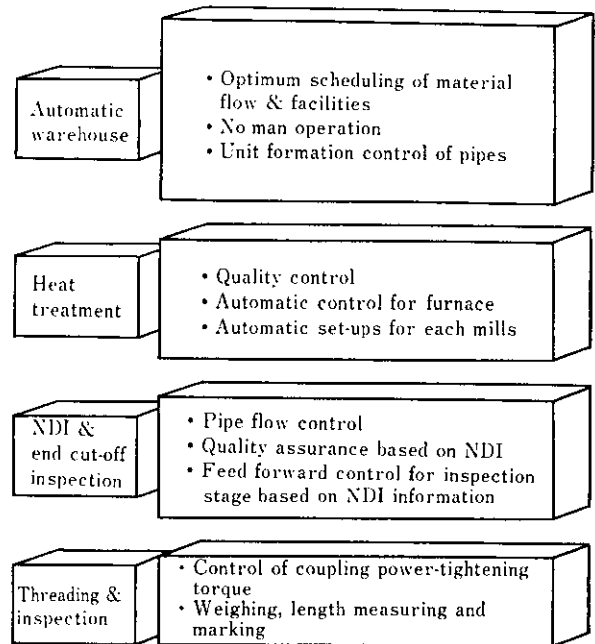 Automatic
warehouse
• Optimum scheduling of material
flow & facilities
• No man operation
• Unit formation control of pipes
Heat
treatment
• Quality control
• Automatic control for furnace
• Automatic set-ups for each mills
NDI &
end cut-off
inspection
• Pipe flow control
• Quality assurance based on NDI
• Feed forward control for inspection
stage based on NDI information
Threading &
inspection
• Control of coupling power-tightening
torque
• Weighing, length measuring and
marking